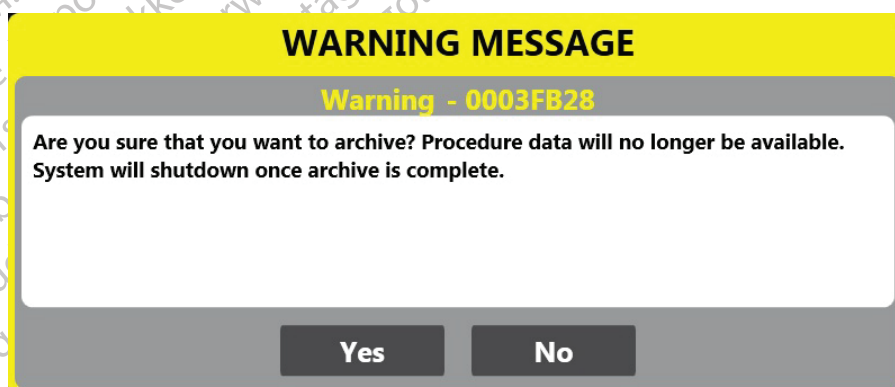 WARNING MESSAGE
Warning - 0003FB28
Are you sure that you want to archive? Procedure data will no longer be available.
System will shutdown once archive is complete.
Yes
No